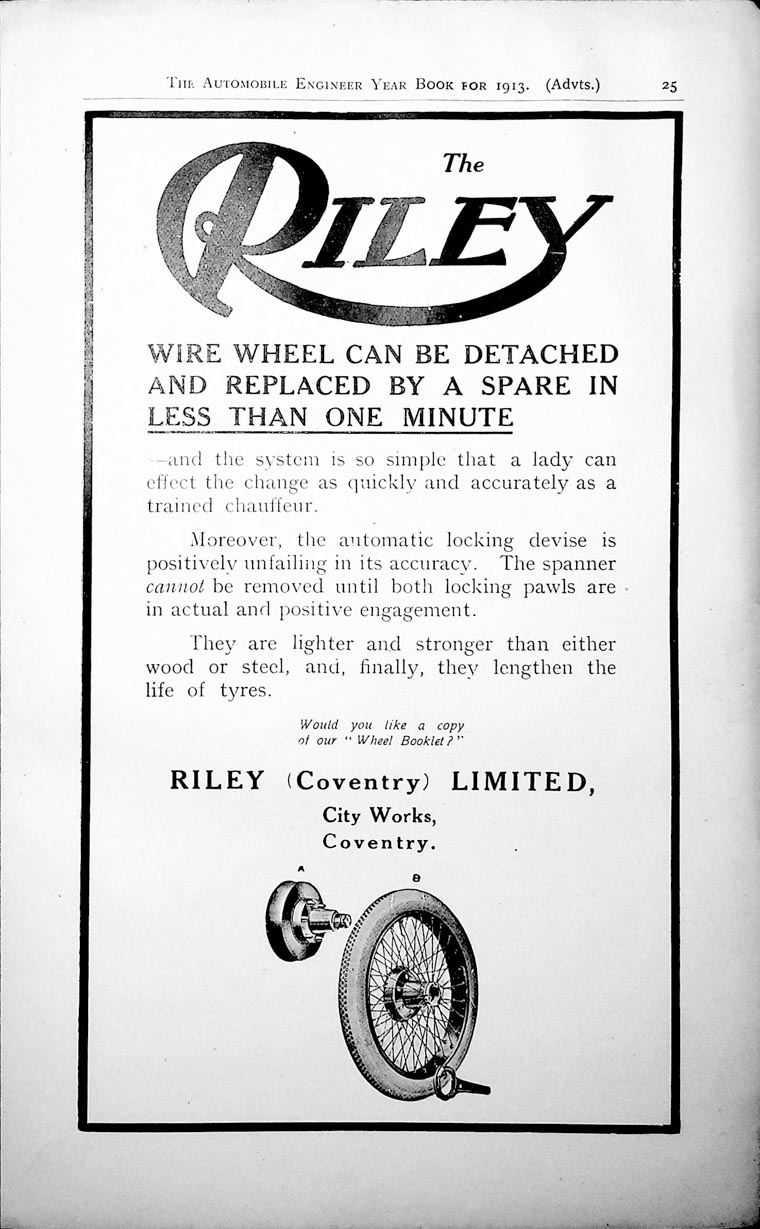 The Automobile Engineer Year Book for 1913. (Advts.) 25
The
RILEY
WIRE WHEEL CAN BE DETACHED
AND REPLACED BY A SPARE IN
LESS THAN ONE MINUTE
—and the system is so simple that a lady can
effect the change as quickly and accurately as a
trained chauffeur.
Moreover, the automatic locking devise is
positively unfailing in its accuracy. The spanner
cannot be removed until both locking pawls are
in actual and positive engagement.
They are lighter and stronger than either
wood or steel, and, finally, they lengthen the
life of tyres.
Would you like a copy
of our "Wheel Booklet?"
RILEY (Coventry) LIMITED,
City Works,
Coventry.
A
B